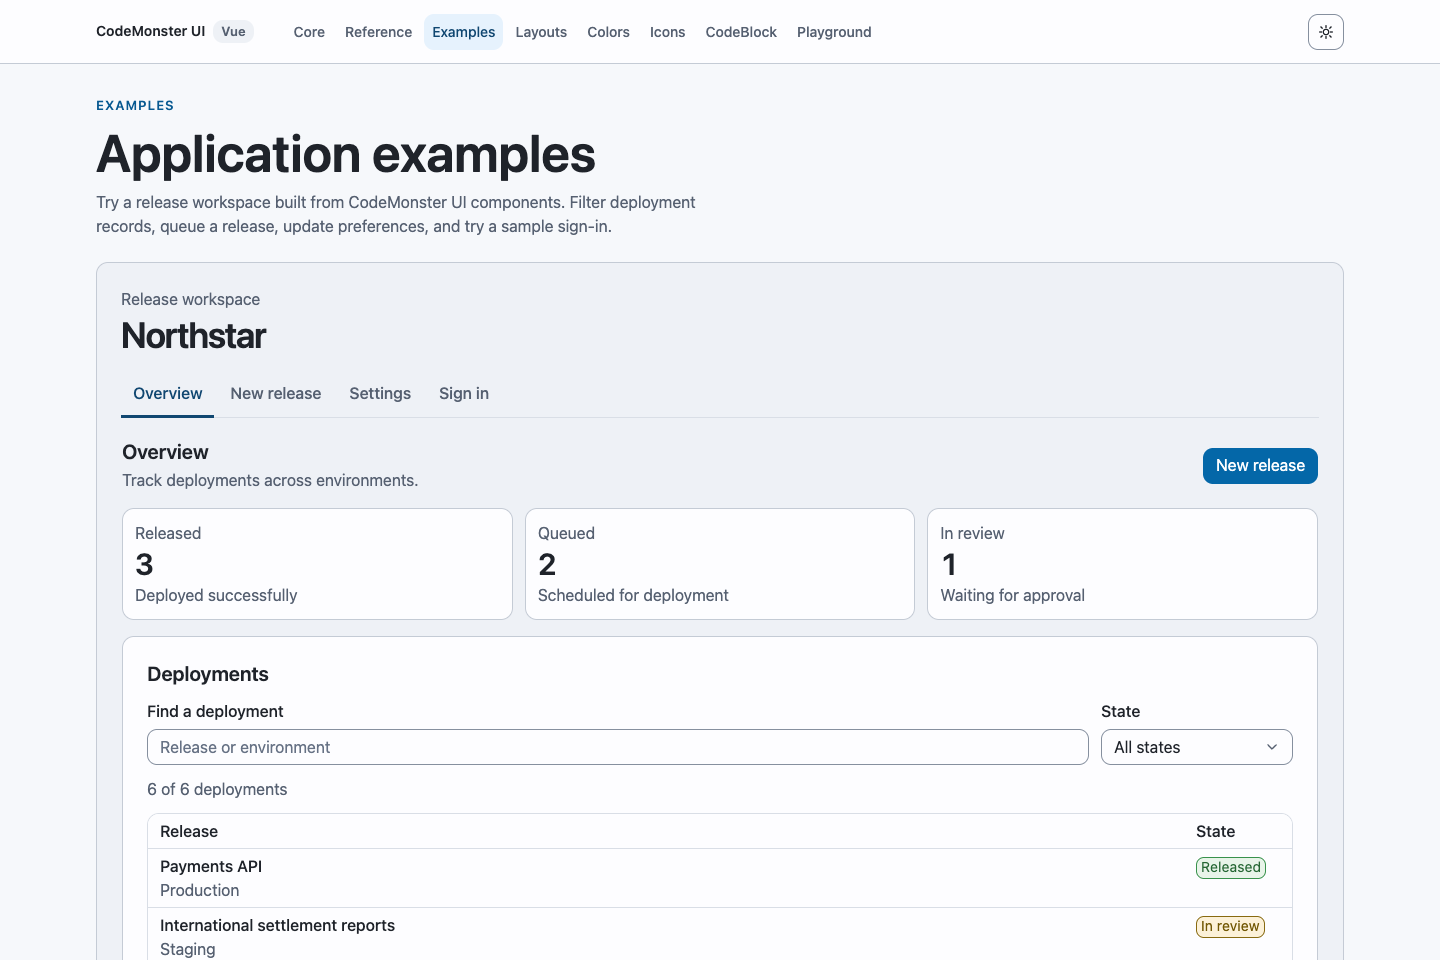 CodeMonster UI Vue Core Reference Examples Layouts Colors Icons CodeBlock Playground
EXAMPLES
Application examples
Try a release workspace built from CodeMonster UI components. Filter deployment
records, queue a release, update preferences, and try a sample sign-in.
Release workspace
Northstar
Overview New release Settings Sign in
Overview
Track deployments across environments.
New release
Released
3
Deployed successfully
Queued
2
Scheduled for deployment
In review
1
Waiting for approval
Deployments
Find a deployment
Release or environment
State
All states
6 of 6 deployments
Release State
Payments API Released
Production
International settlement reports In review
Staging